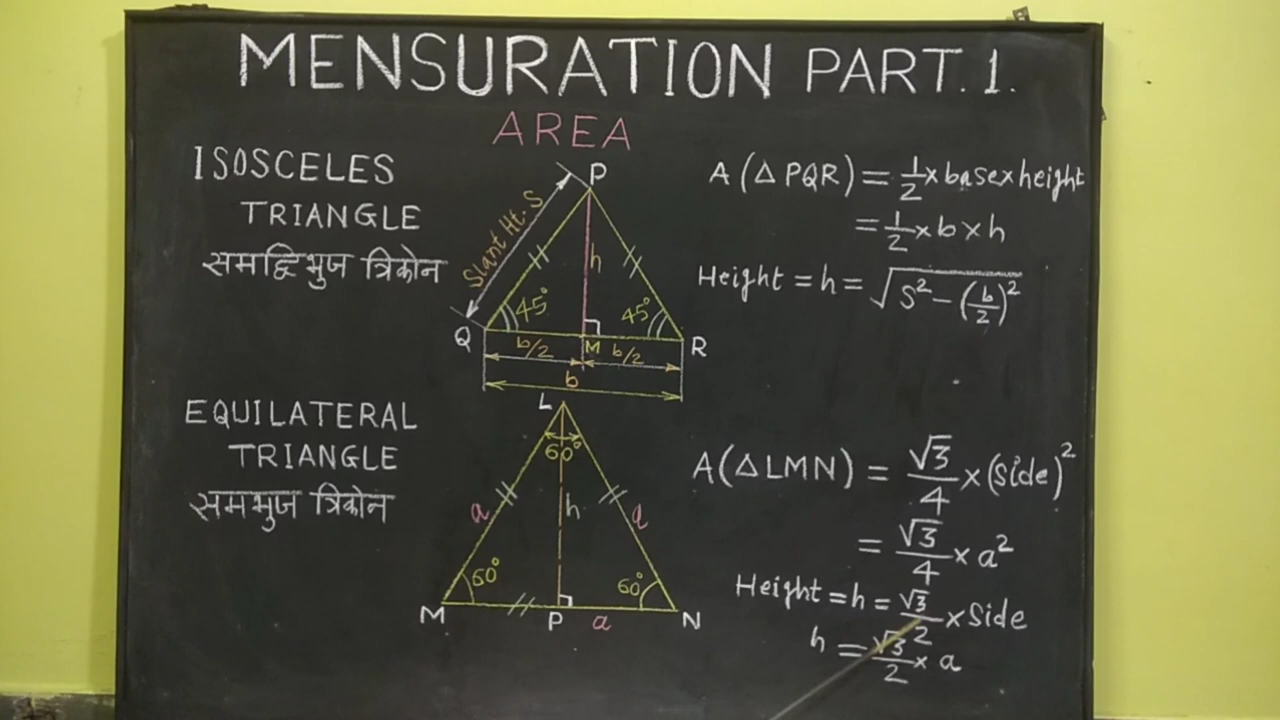 MENSURATION PART. 1.
AREA
ISOSCELES
TRIANGLE
समद्विभुज त्रिकोन
P
Slant Ht. S
h
45°
45°
Q
M
R
b/2
b/2
b
A(△PQR) = 1/2 × base × height
= 1/2 × b × h
Height = h = √(S² − (b/2)²)
EQUILATERAL
TRIANGLE
समभुज त्रिकोन
L
60°
a
h
a
60°
60°
M
P
a
N
A(△LMN) = √3/4 × (Side)²
= √3/4 × a²
Height = h = √3/2 × Side
h = √3/2 × a